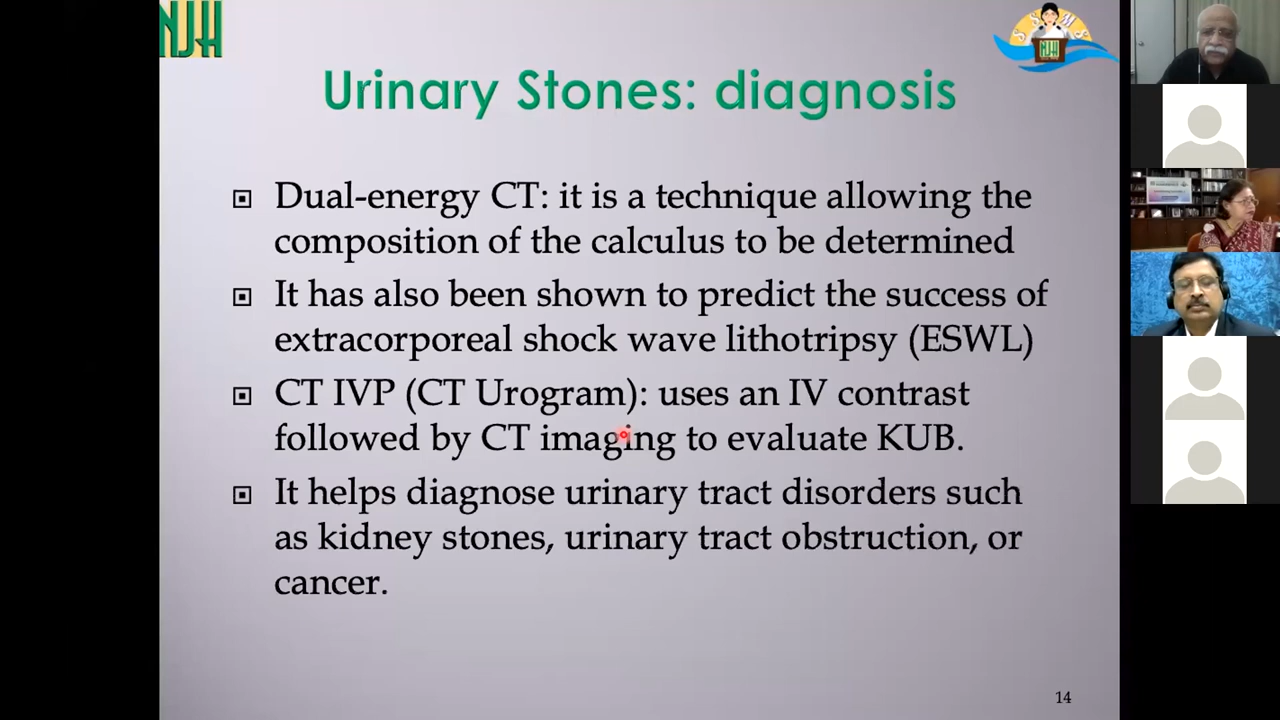 NJH
Urinary Stones: diagnosis
Dual-energy CT: it is a technique allowing the
composition of the calculus to be determined
It has also been shown to predict the success of
extracorporeal shock wave lithotripsy (ESWL)
CT IVP (CT Urogram): uses an IV contrast
followed by CT imaging to evaluate KUB.
It helps diagnose urinary tract disorders such
as kidney stones, urinary tract obstruction, or
cancer.
14